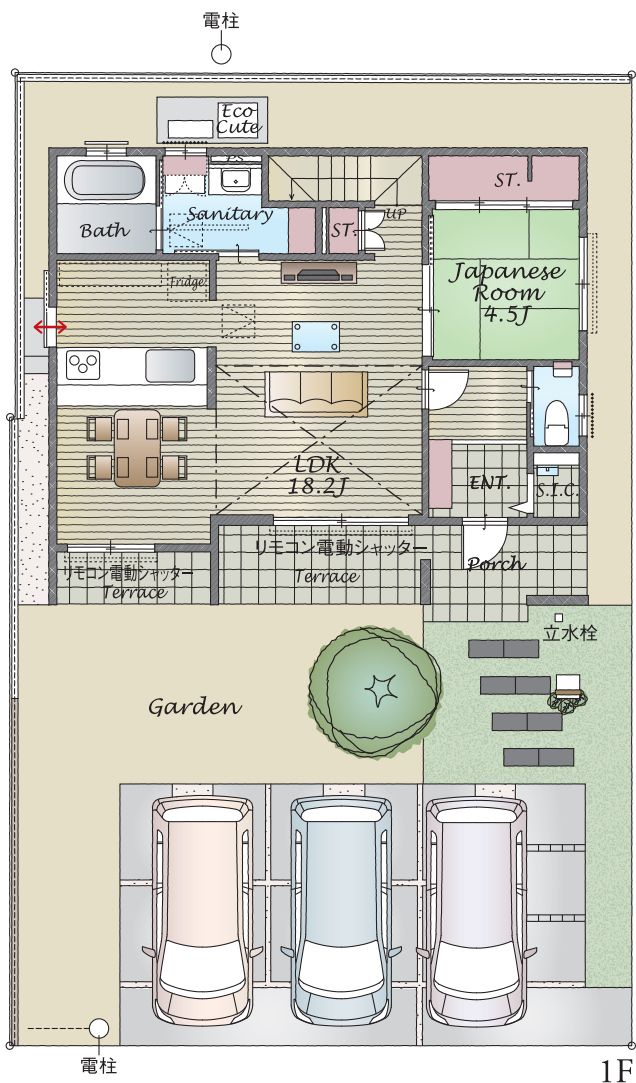 電柱
Eco
Cute
P.S
ST.
Sanitary
UP
ST.
Bath
Japanese
Room
4.5J
Fridge
LDK
18.2J
ENT.
S.I.C.
リモコン電動シャッター
Terrace
リモコン電動シャッター
Terrace
Porch
立水栓
Garden
電柱
1F